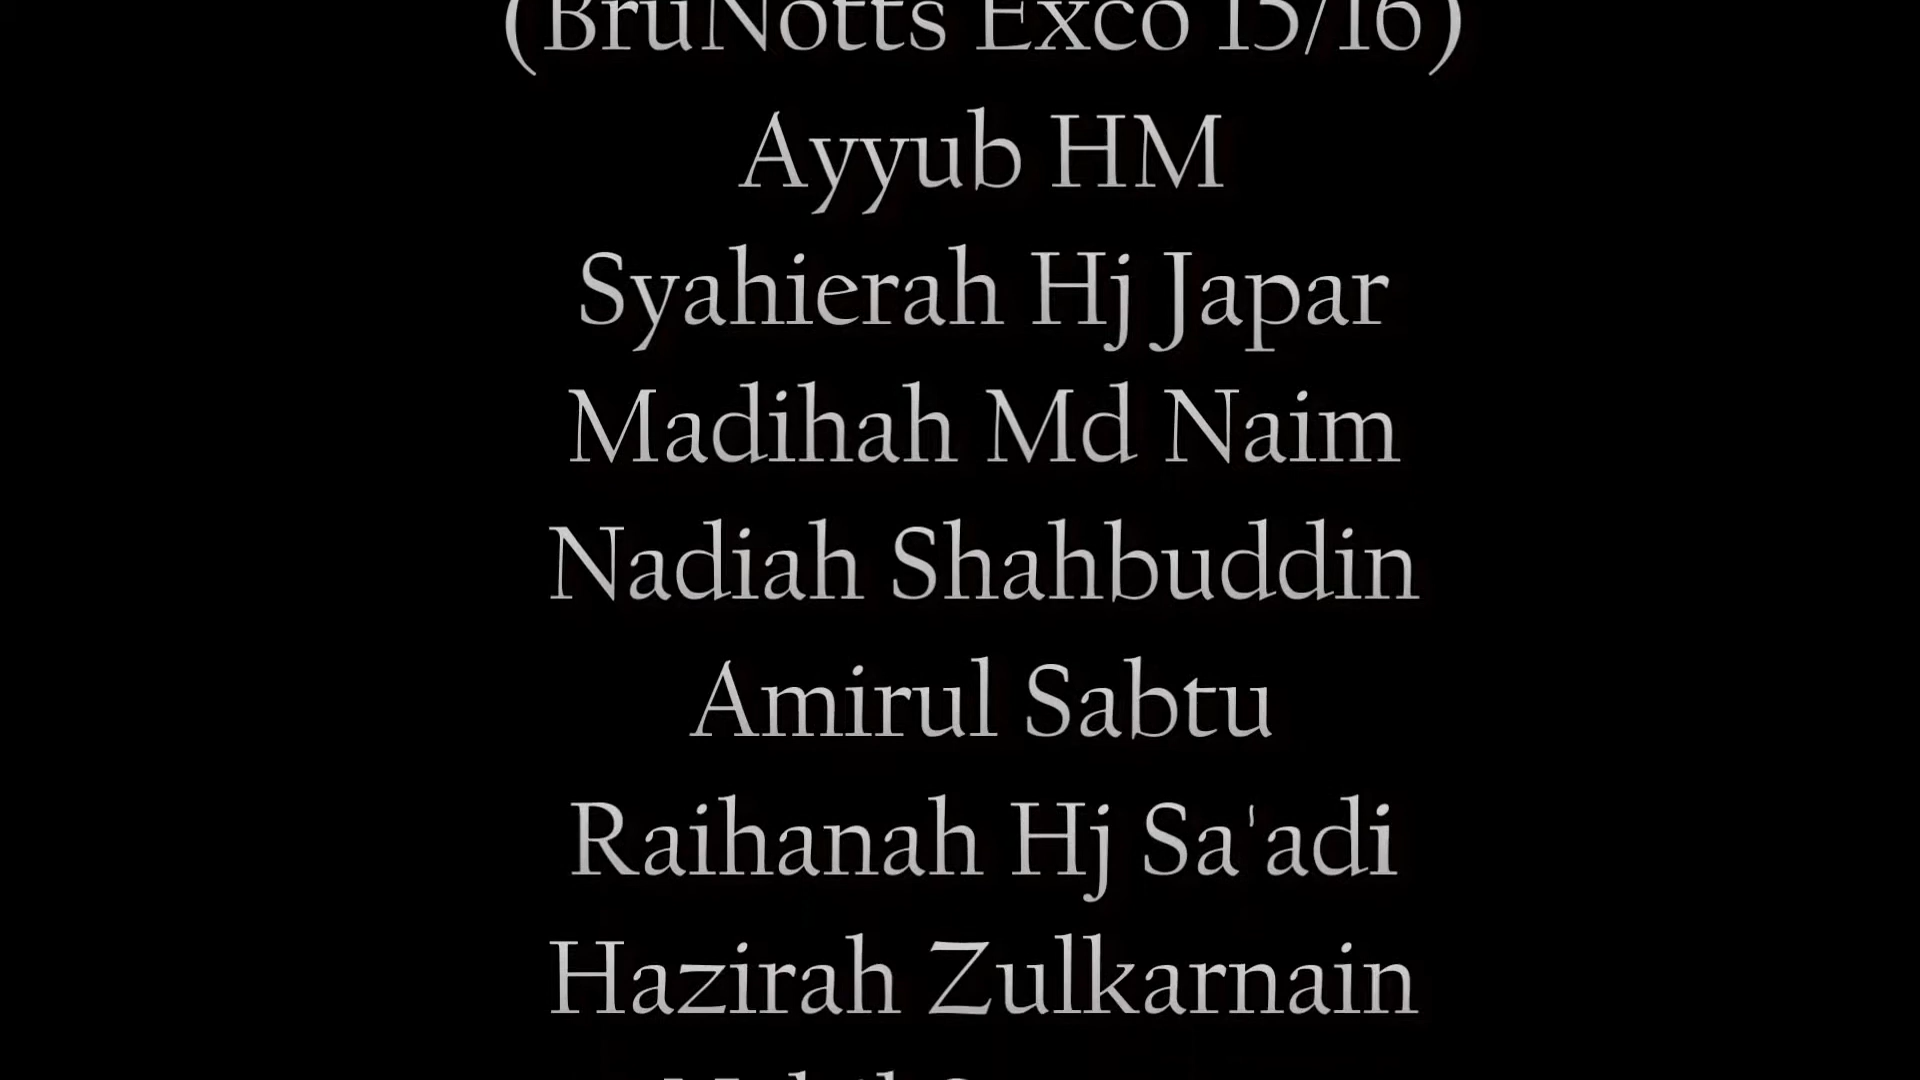 (BruNotts Exco 15/16)
Ayyub HM
Syahierah Hj Japar
Madihah Md Naim
Nadiah Shahbuddin
Amirul Sabtu
Raihanah Hj Sa'adi
Hazirah Zulkarnain